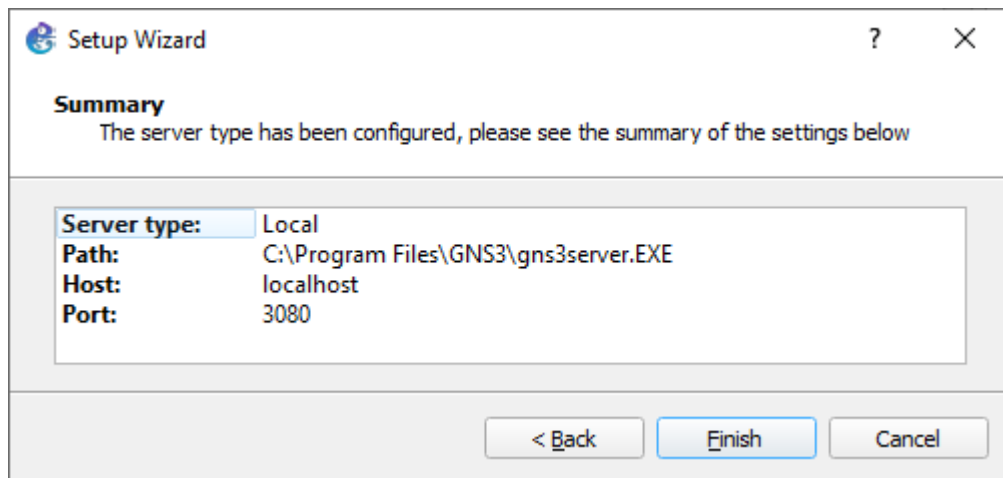 Setup Wizard
?
Summary
The server type has been configured, please see the summary of the settings below
Server type: Local
Path: C:\Program Files\GNS3\gns3server.EXE
Host: localhost
Port: 3080
< Back Finish Cancel